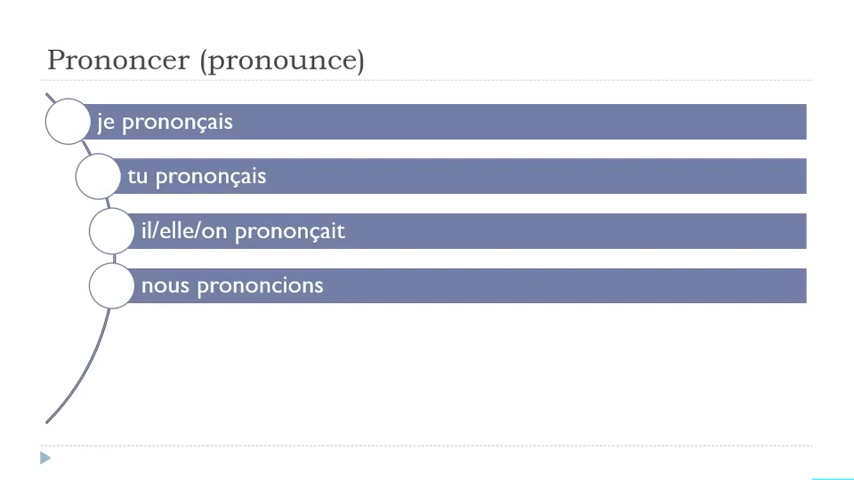 Prononcer (pronounce)
je prononçais
tu prononçais
il/elle/on prononçait
nous prononcions